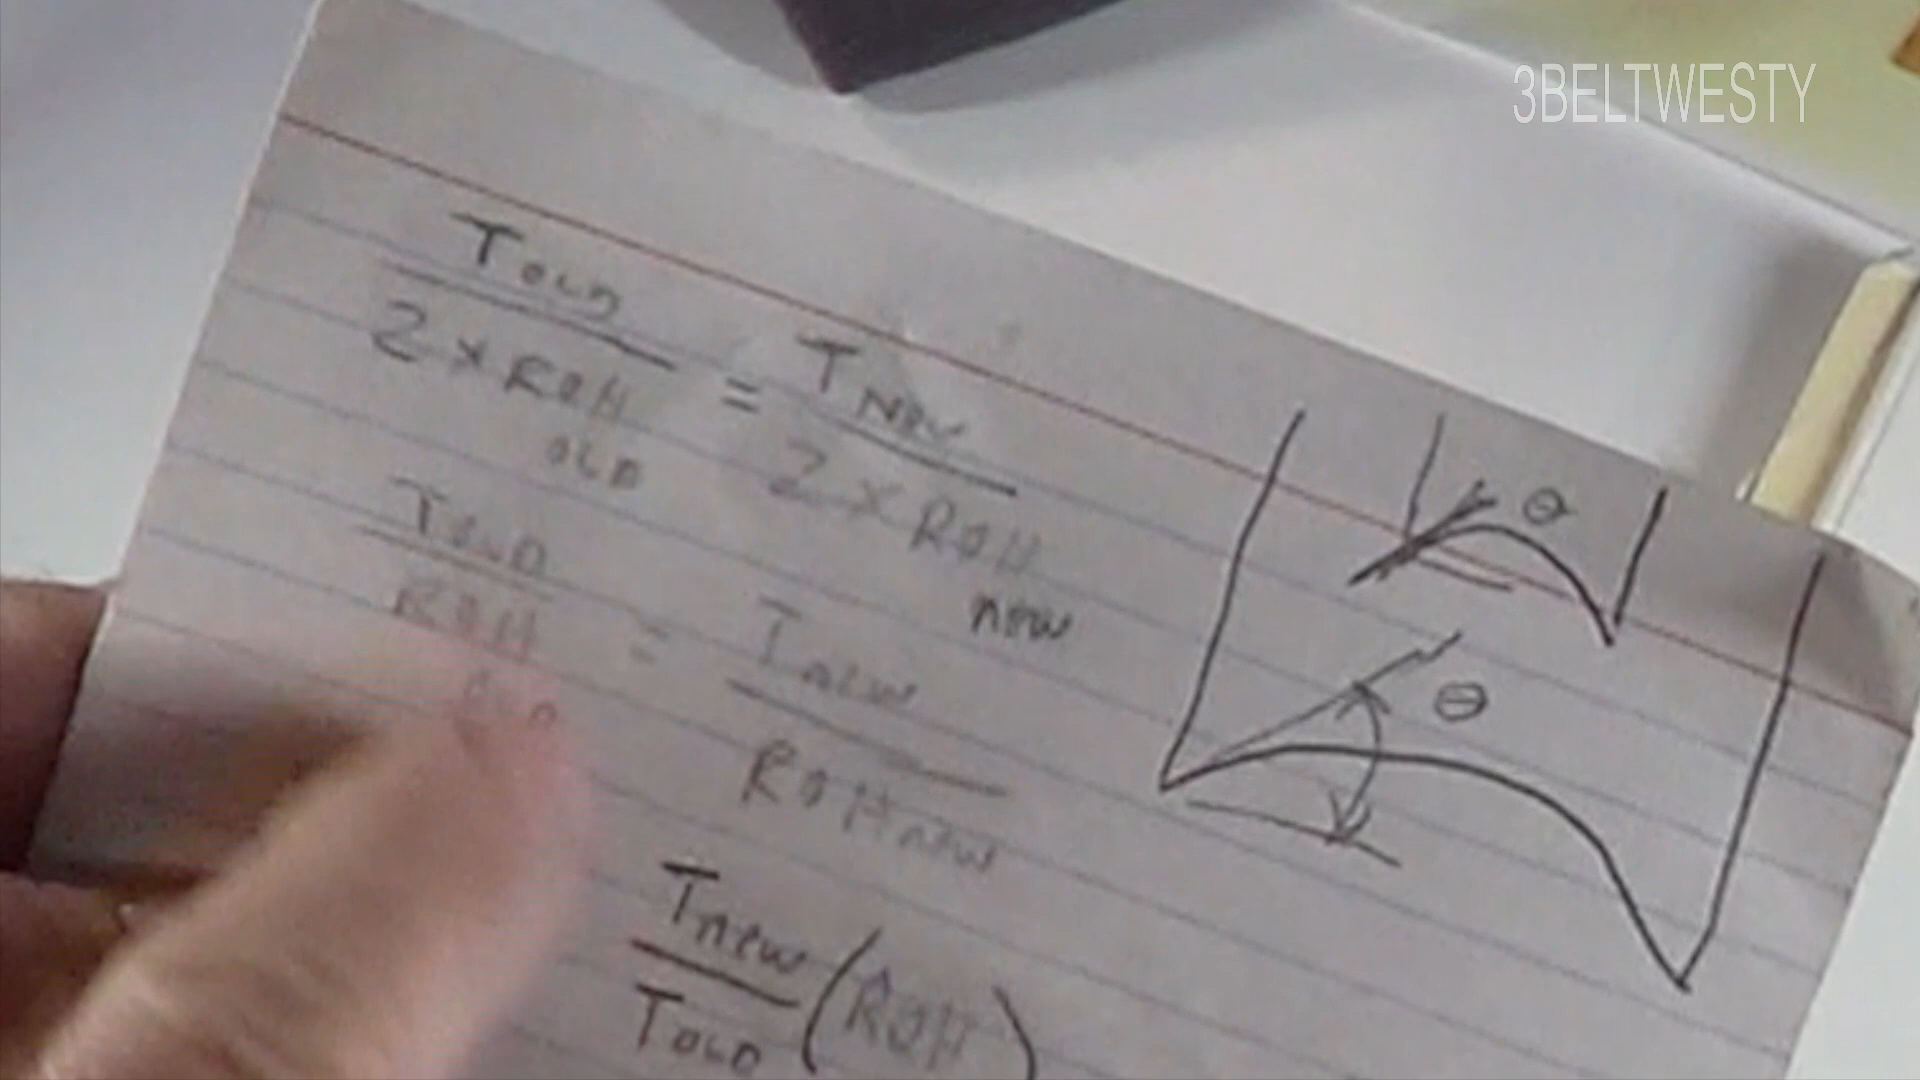 3BELTWESTY
T OLD = T NEW
2 × ROH OLD 2 × ROH new
T OLD = T new
ROH ROH new
T new (ROH )
T OLD
θ
θ